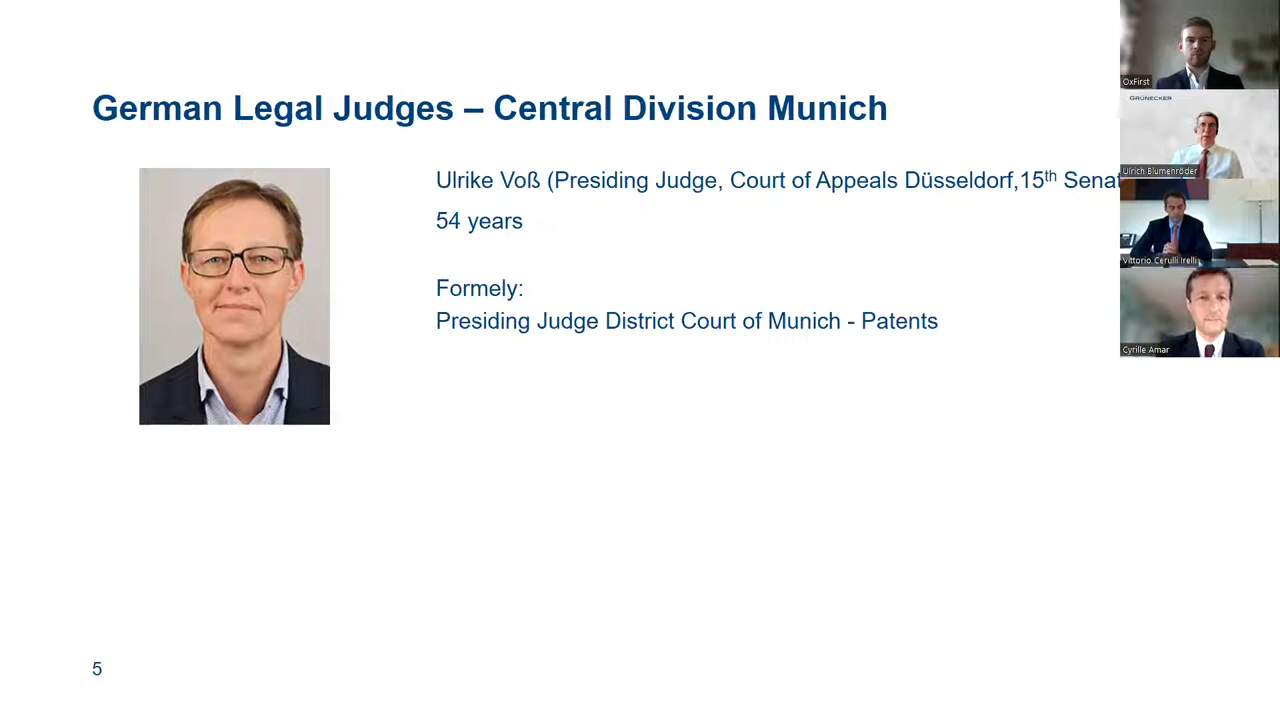 German Legal Judges – Central Division Munich
Ulrike Voß (Presiding Judge, Court of Appeals Düsseldorf,15th Senat
54 years
Formely:
Presiding Judge District Court of Munich - Patents
5
OxFirst
GRÜNECKER
Ulrich Blumenröder
Vittorio Cerulli Irelli
Cyrille Amar